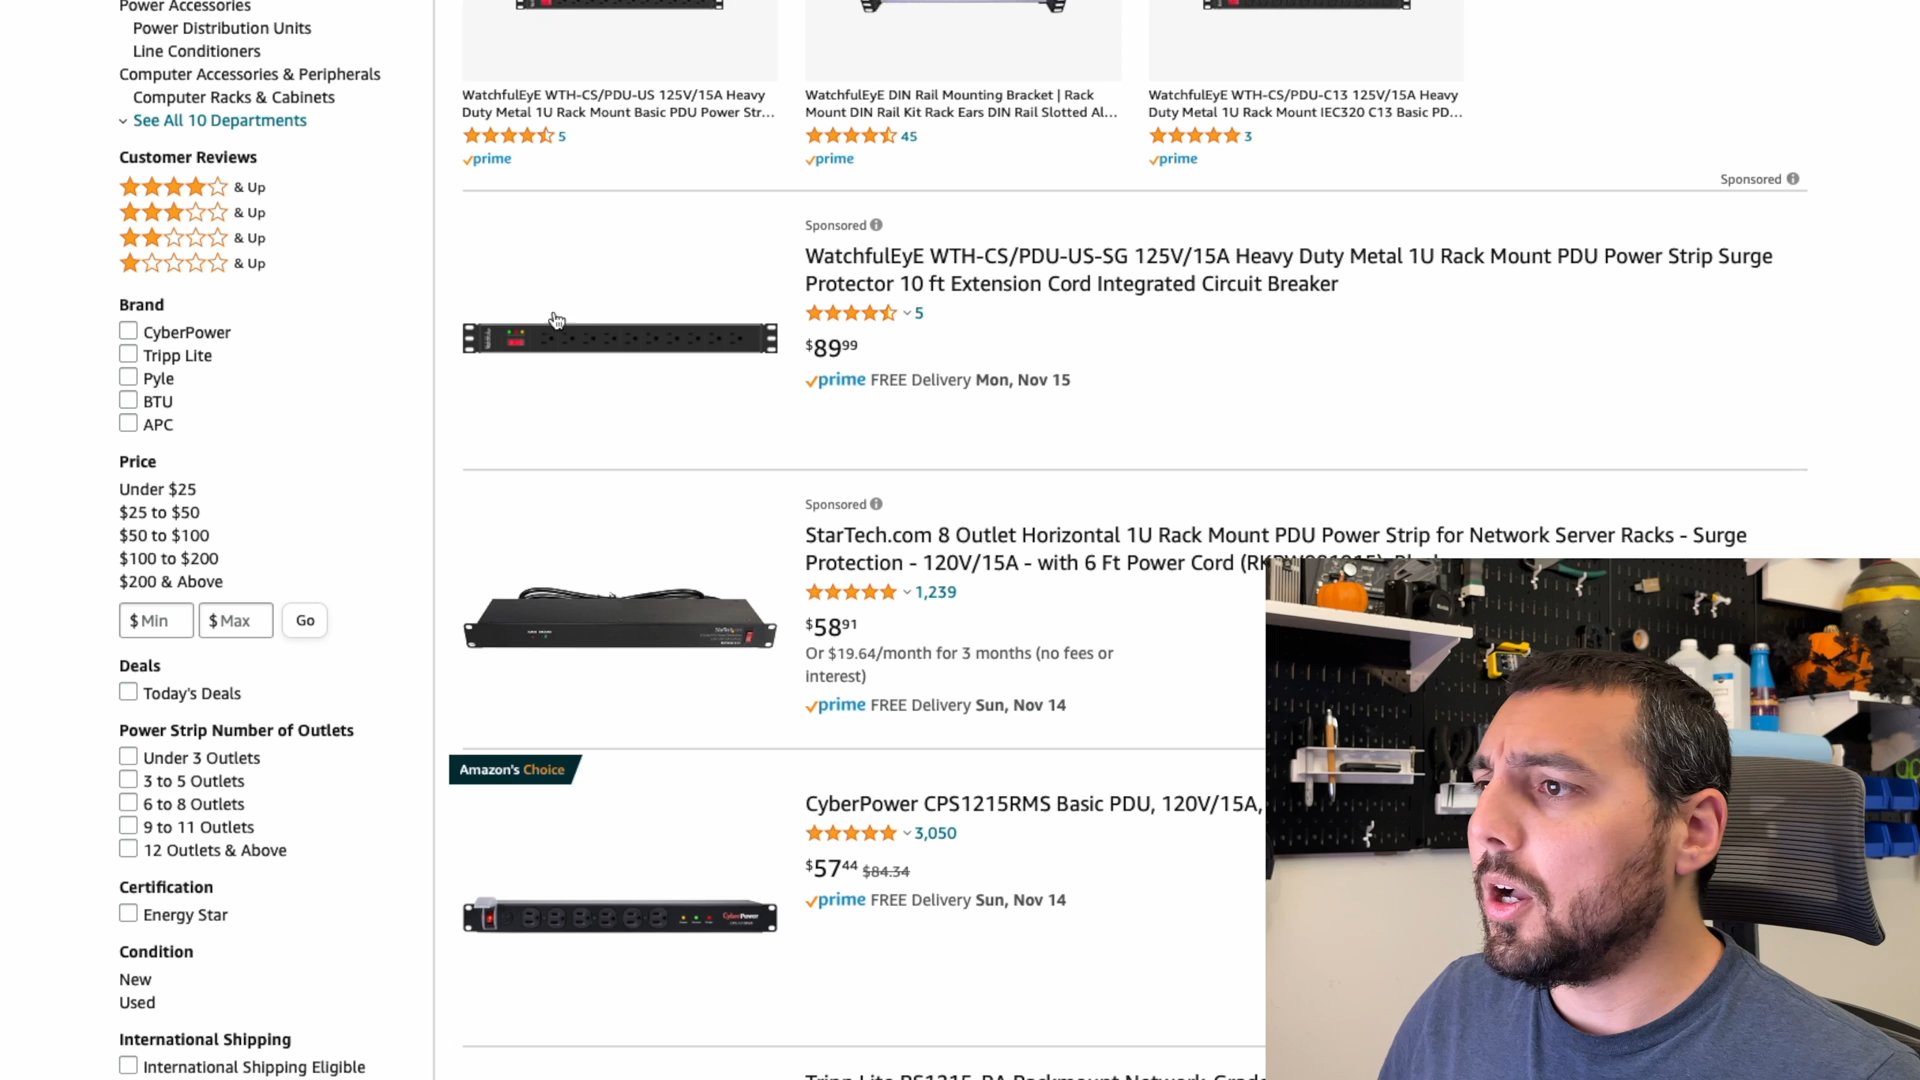 Power Accessories
Power Distribution Units
Line Conditioners
Computer Accessories & Peripherals
Computer Racks & Cabinets
See All 10 Departments
Customer Reviews
& Up
& Up
& Up
& Up
Brand
CyberPower
Tripp Lite
Pyle
BTU
APC
Price
Under $25
$25 to $50
$50 to $100
$100 to $200
$200 & Above
$ Min $ Max Go
Deals
Today's Deals
Power Strip Number of Outlets
Under 3 Outlets
3 to 5 Outlets
6 to 8 Outlets
9 to 11 Outlets
12 Outlets & Above
Certification
Energy Star
Condition
New
Used
International Shipping
International Shipping Eligible
WatchfulEyE WTH-CS/PDU-US 125V/15A Heavy
Duty Metal 1U Rack Mount Basic PDU Power Str...
5
prime
WatchfulEyE DIN Rail Mounting Bracket | Rack
Mount DIN Rail Kit Rack Ears DIN Rail Slotted Al...
45
prime
WatchfulEyE WTH-CS/PDU-C13 125V/15A Heavy
Duty Metal 1U Rack Mount IEC320 C13 Basic PD...
3
prime
Sponsored
Sponsored
WatchfulEyE WTH-CS/PDU-US-SG 125V/15A Heavy Duty Metal 1U Rack Mount PDU Power Strip Surge
Protector 10 ft Extension Cord Integrated Circuit Breaker
5
$8999
prime FREE Delivery Mon, Nov 15
Sponsored
StarTech.com 8 Outlet Horizontal 1U Rack Mount PDU Power Strip for Network Server Racks - Surge
Protection - 120V/15A - with 6 Ft Power Cord
1,239
$5891
Or $19.64/month for 3 months (no fees or
interest)
prime FREE Delivery Sun, Nov 14
Amazon's Choice
CyberPower CPS1215RMS Basic PDU, 120V/15A,
3,050
$5744 $84.34
prime FREE Delivery Sun, Nov 14
CyberPower